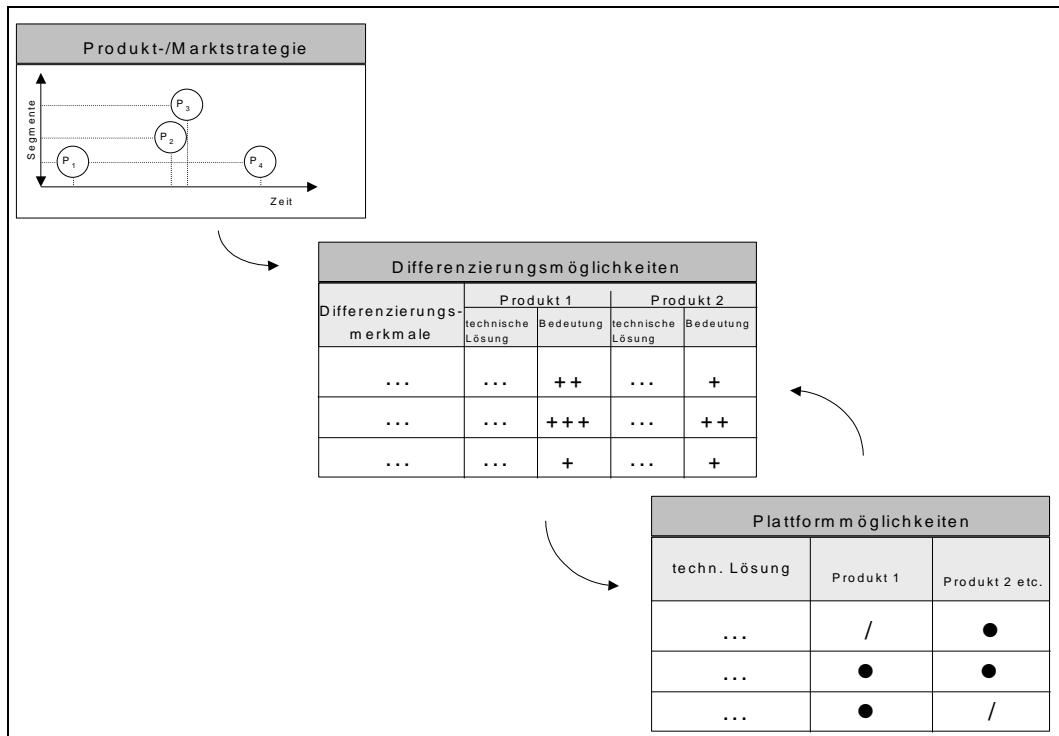 Produkt-/Marktstrategie
Segmente
P3
P2
P1
P4
Zeit
Differenzierungsmöglichkeiten
Differenzierungs-
merkmale
Produkt 1
Produkt 2
technische
Lösung
Bedeutung
technische
Lösung
Bedeutung
... ... ++ ... +
... ... +++ ... ++
... ... + ... +
Plattformmöglichkeiten
techn. Lösung Produkt 1 Produkt 2 etc.
... / ●
... ● ●
... ● /